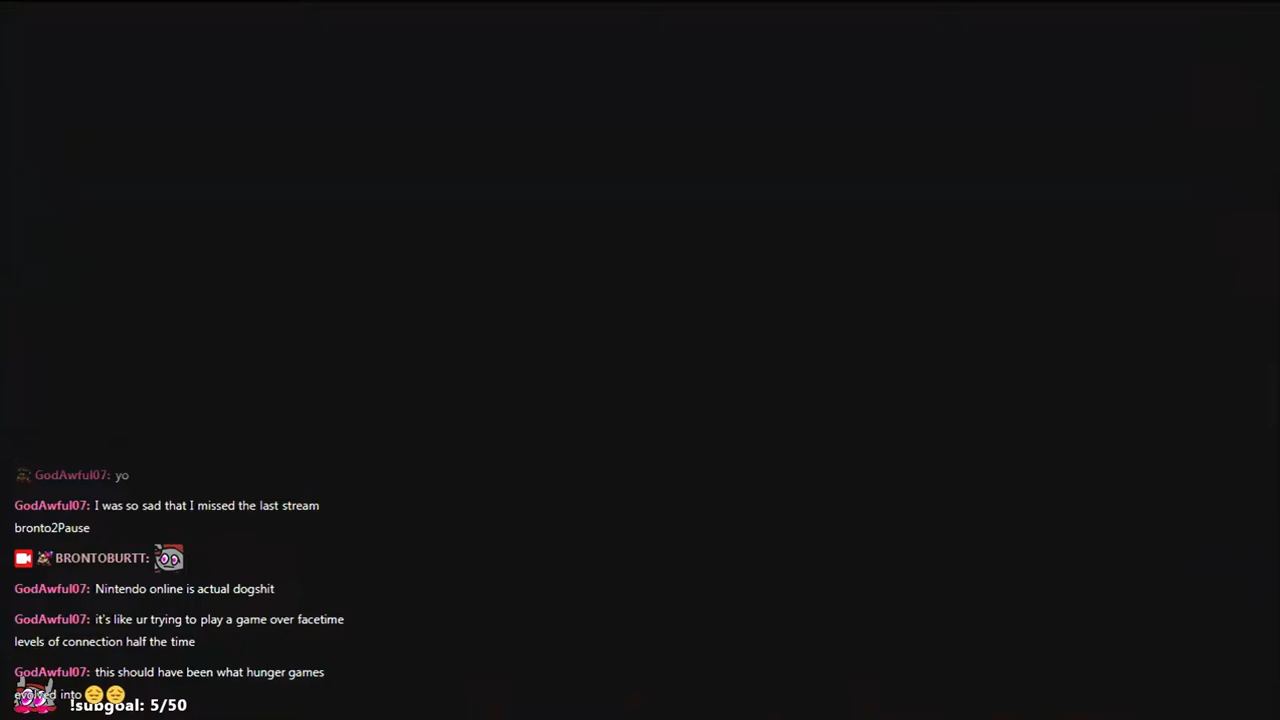 GodAwful07: yo
GodAwful07: I was so sad that I missed the last stream
bronto2Pause
BRONTOBURTT:
GodAwful07: Nintendo online is actual dogshit
GodAwful07: it's like ur trying to play a game over facetime
levels of connection half the time
GodAwful07: this should have been what hunger games
evolved into 😔😔
!subgoal: 5/50